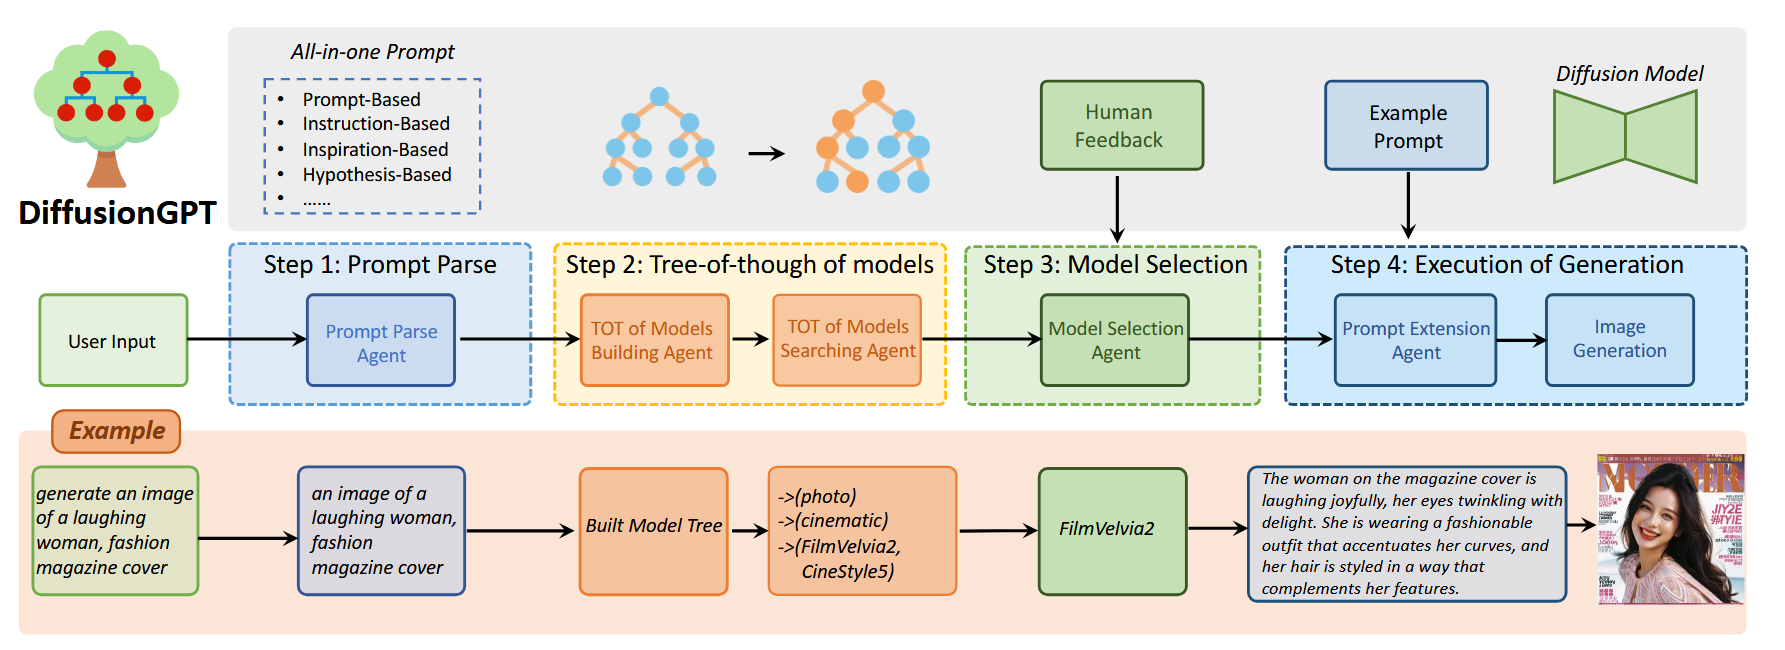 All-in-one Prompt
• Prompt-Based
• Instruction-Based
• Inspiration-Based
• Hypothesis-Based
• ......
Human
Feedback
Example
Prompt
Diffusion Model
DiffusionGPT
Step 1: Prompt Parse
Step 2: Tree-of-though of models
Step 3: Model Selection
Step 4: Execution of Generation
User Input
Prompt Parse
Agent
TOT of Models
Building Agent
TOT of Models
Searching Agent
Model Selection
Agent
Prompt Extension
Agent
Image
Generation
Example
generate an image
of a laughing
woman, fashion
magazine cover
an image of a
laughing woman,
fashion
magazine cover
Built Model Tree
->(photo)
->(cinematic)
->(FilmVelvia2,
CineStyle5)
FilmVelvia2
The woman on the magazine cover is
laughing joyfully, her eyes twinkling with
delight. She is wearing a fashionable
outfit that accentuates her curves, and
her hair is styled in a way that
complements her features.